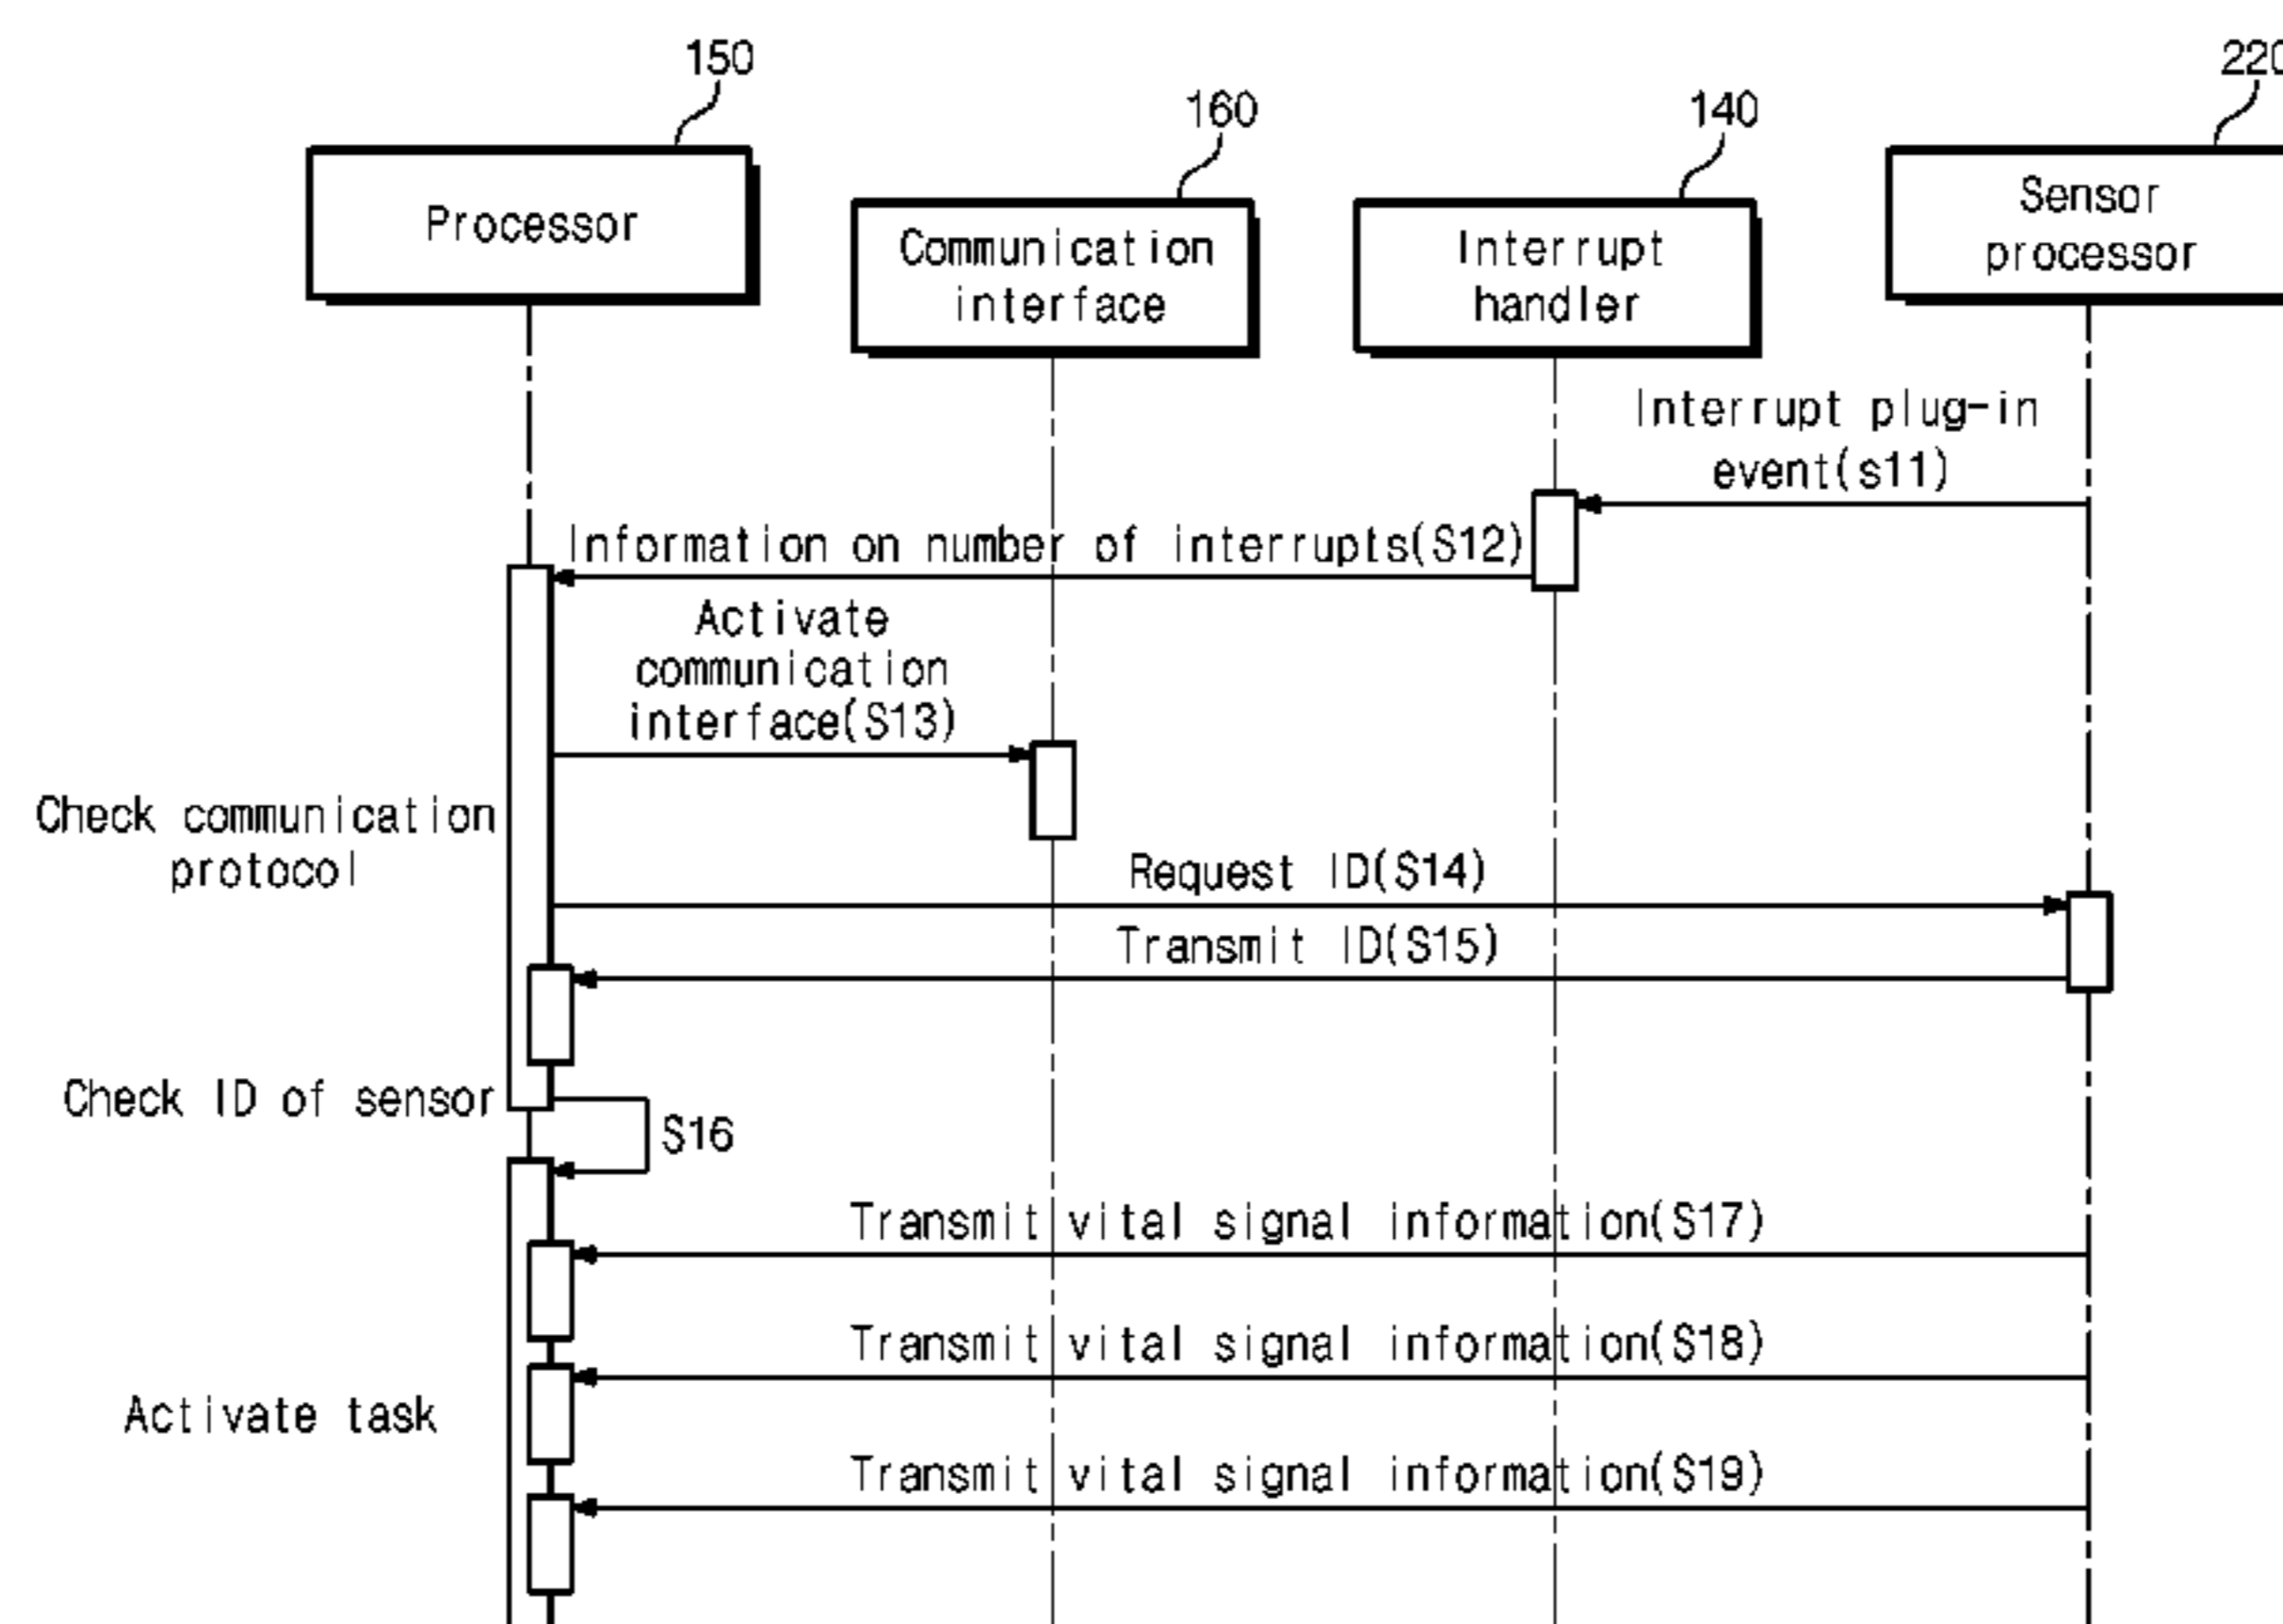 150
160
140
220
Processor
Communication
interface
Interrupt
handler
Sensor
processor
Interrupt plug-in
event(s11)
Information on number of interrupts(S12)
Activate
communication
interface(S13)
Check communication
protocol
Request ID(S14)
Transmit ID(S15)
Check ID of sensor
S16
Transmit vital signal information(S17)
Transmit vital signal information(S18)
Activate task
Transmit vital signal information(S19)